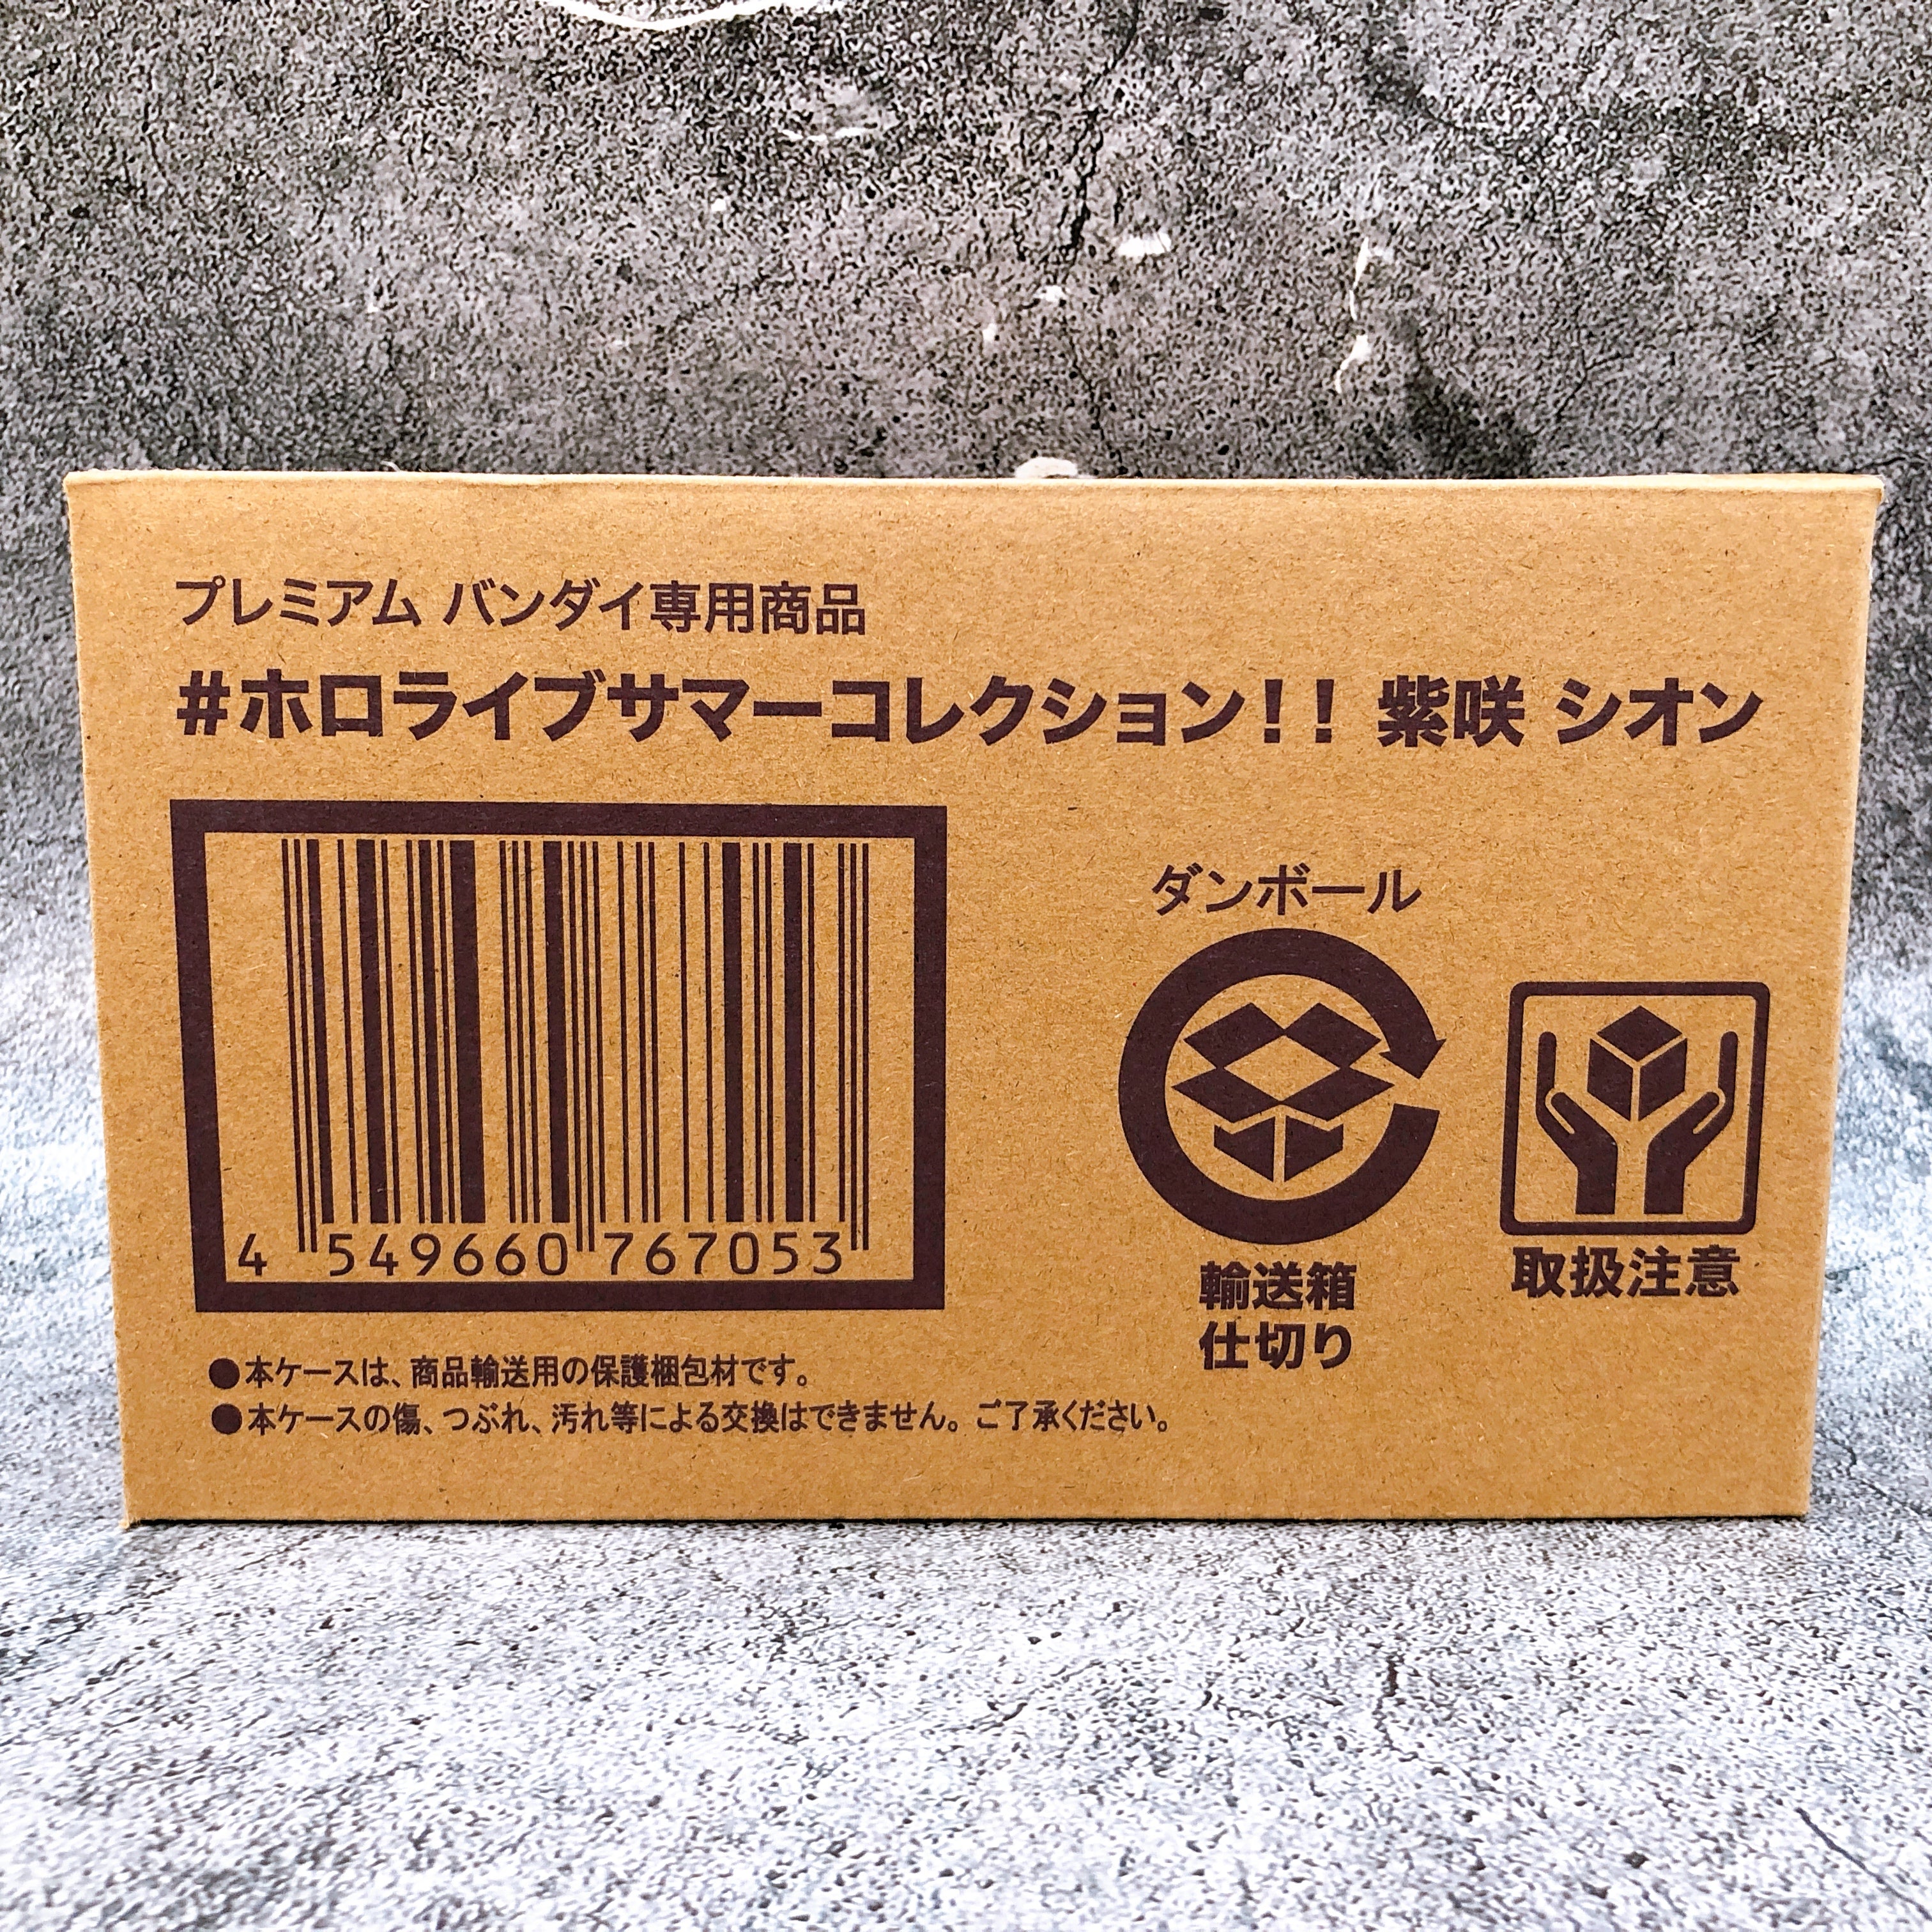 プレミアム バンダイ専用商品
#ホロライブサマーコレクション!! 紫咲 シオン
4 549660 767053
ダンボール
輸送箱
仕切り
取扱注意
●本ケースは、商品輸送用の保護梱包材です。
●本ケースの傷、つぶれ、汚れ等による交換はできません。ご了承ください。